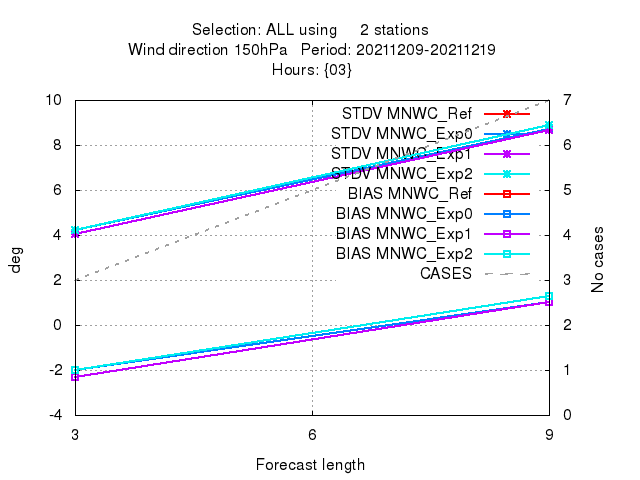 Selection: ALL using 2 stations
Wind direction 150hPa Period: 20211209-20211219
Hours: {03}
10 7
STDV MNWC_Ref
STDV MNWC_Exp0
8 6
STDV MNWC_Exp1
STDV MNWC_Exp2
6 5
BIAS MNWC_Ref
BIAS MNWC_Exp0
4 4
BIAS MNWC_Exp1
BIAS MNWC_Exp2
CASES
2 3
deg
No cases
0 2
-2 1
-4 0
3 6 9
Forecast length